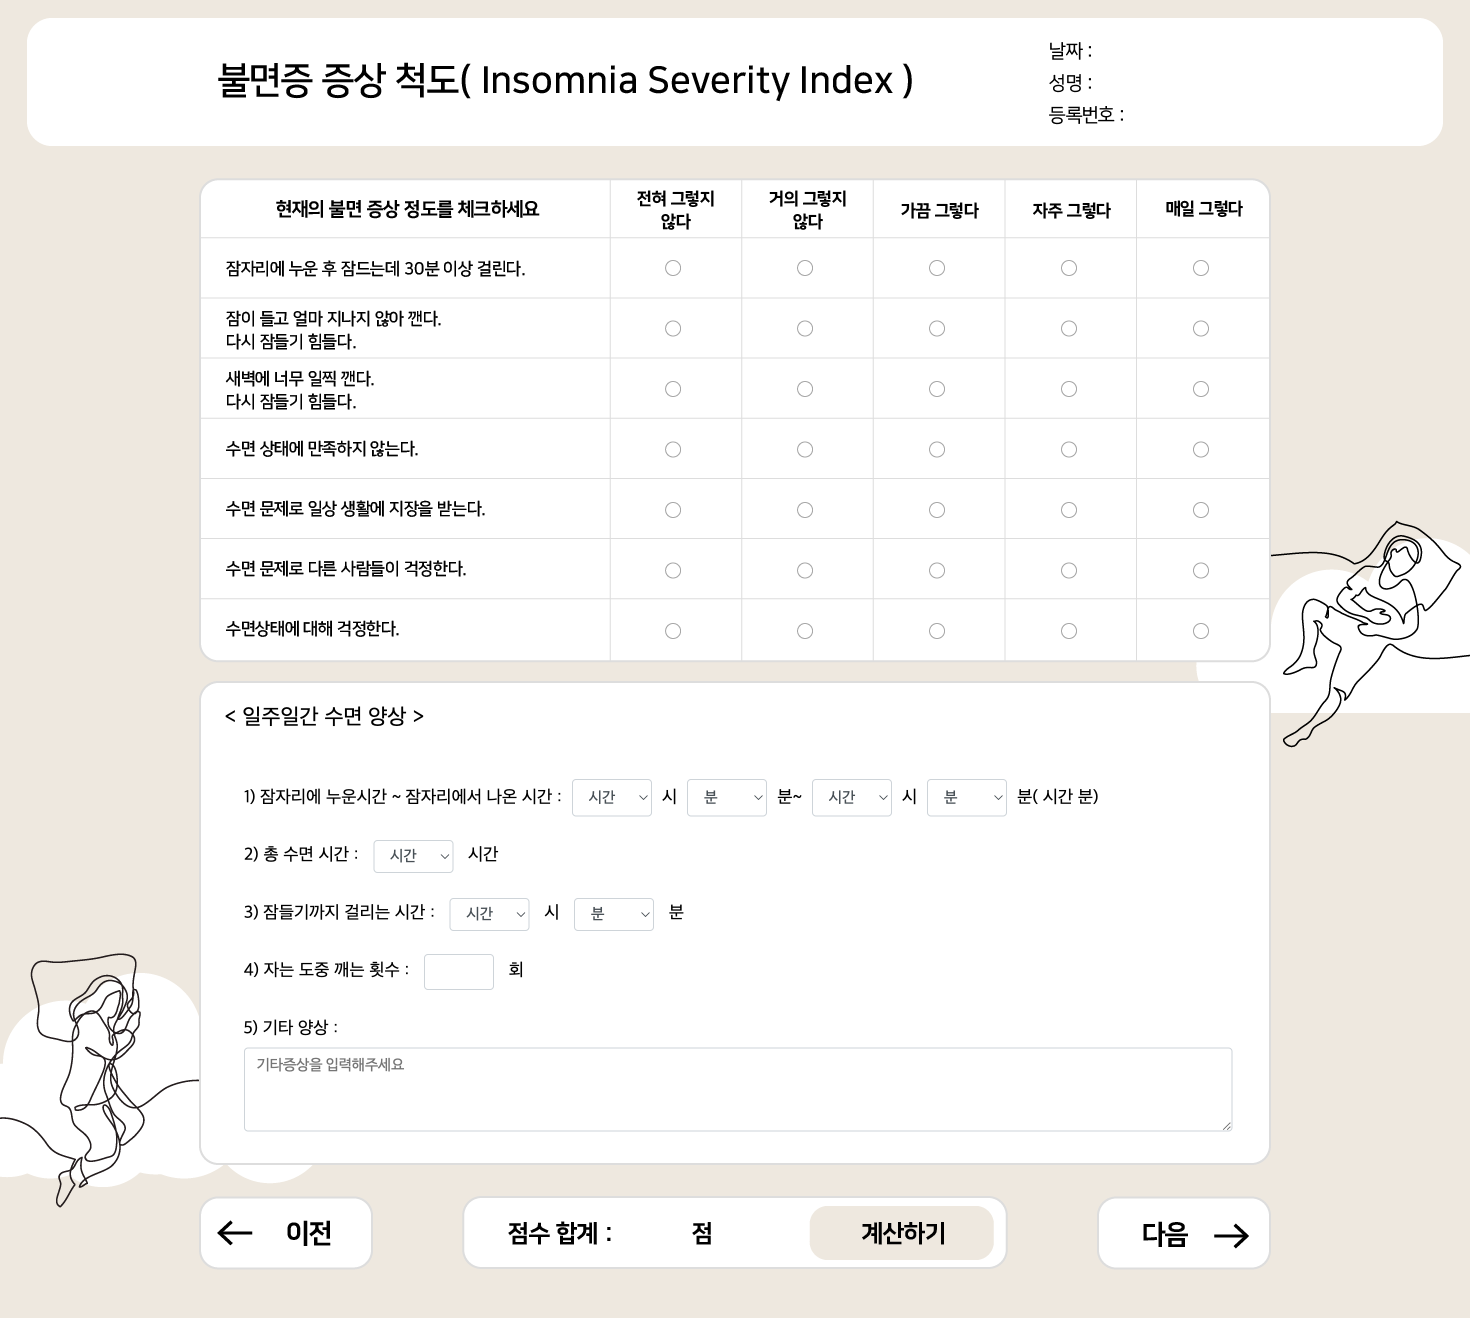 불면증 증상 척도( Insomnia Severity Index )
날짜 :
성명 :
등록번호 :
현재의 불면 증상 정도를 체크하세요
전혀 그렇지
않다
거의 그렇지
않다
가끔 그렇다
자주 그렇다
매일 그렇다
잠자리에 누운 후 잠드는데 30분 이상 걸린다.
잠이 들고 얼마 지나지 않아 깬다.
다시 잠들기 힘들다.
새벽에 너무 일찍 깬다.
다시 잠들기 힘들다.
수면 상태에 만족하지 않는다.
수면 문제로 일상 생활에 지장을 받는다.
수면 문제로 다른 사람들이 걱정한다.
수면상태에 대해 걱정한다.
< 일주일간 수면 양상 >
1) 잠자리에 누운시간 ~ 잠자리에서 나온 시간 : 시간 시 분 분~ 시간 시 분 분( 시간 분)
2) 총 수면 시간 : 시간 시간
3) 잠들기까지 걸리는 시간 : 시간 시 분 분
4) 자는 도중 깨는 횟수 : 회
5) 기타 양상 :
기타증상을 입력해주세요
이전
점수 합계 : 점
계산하기
다음